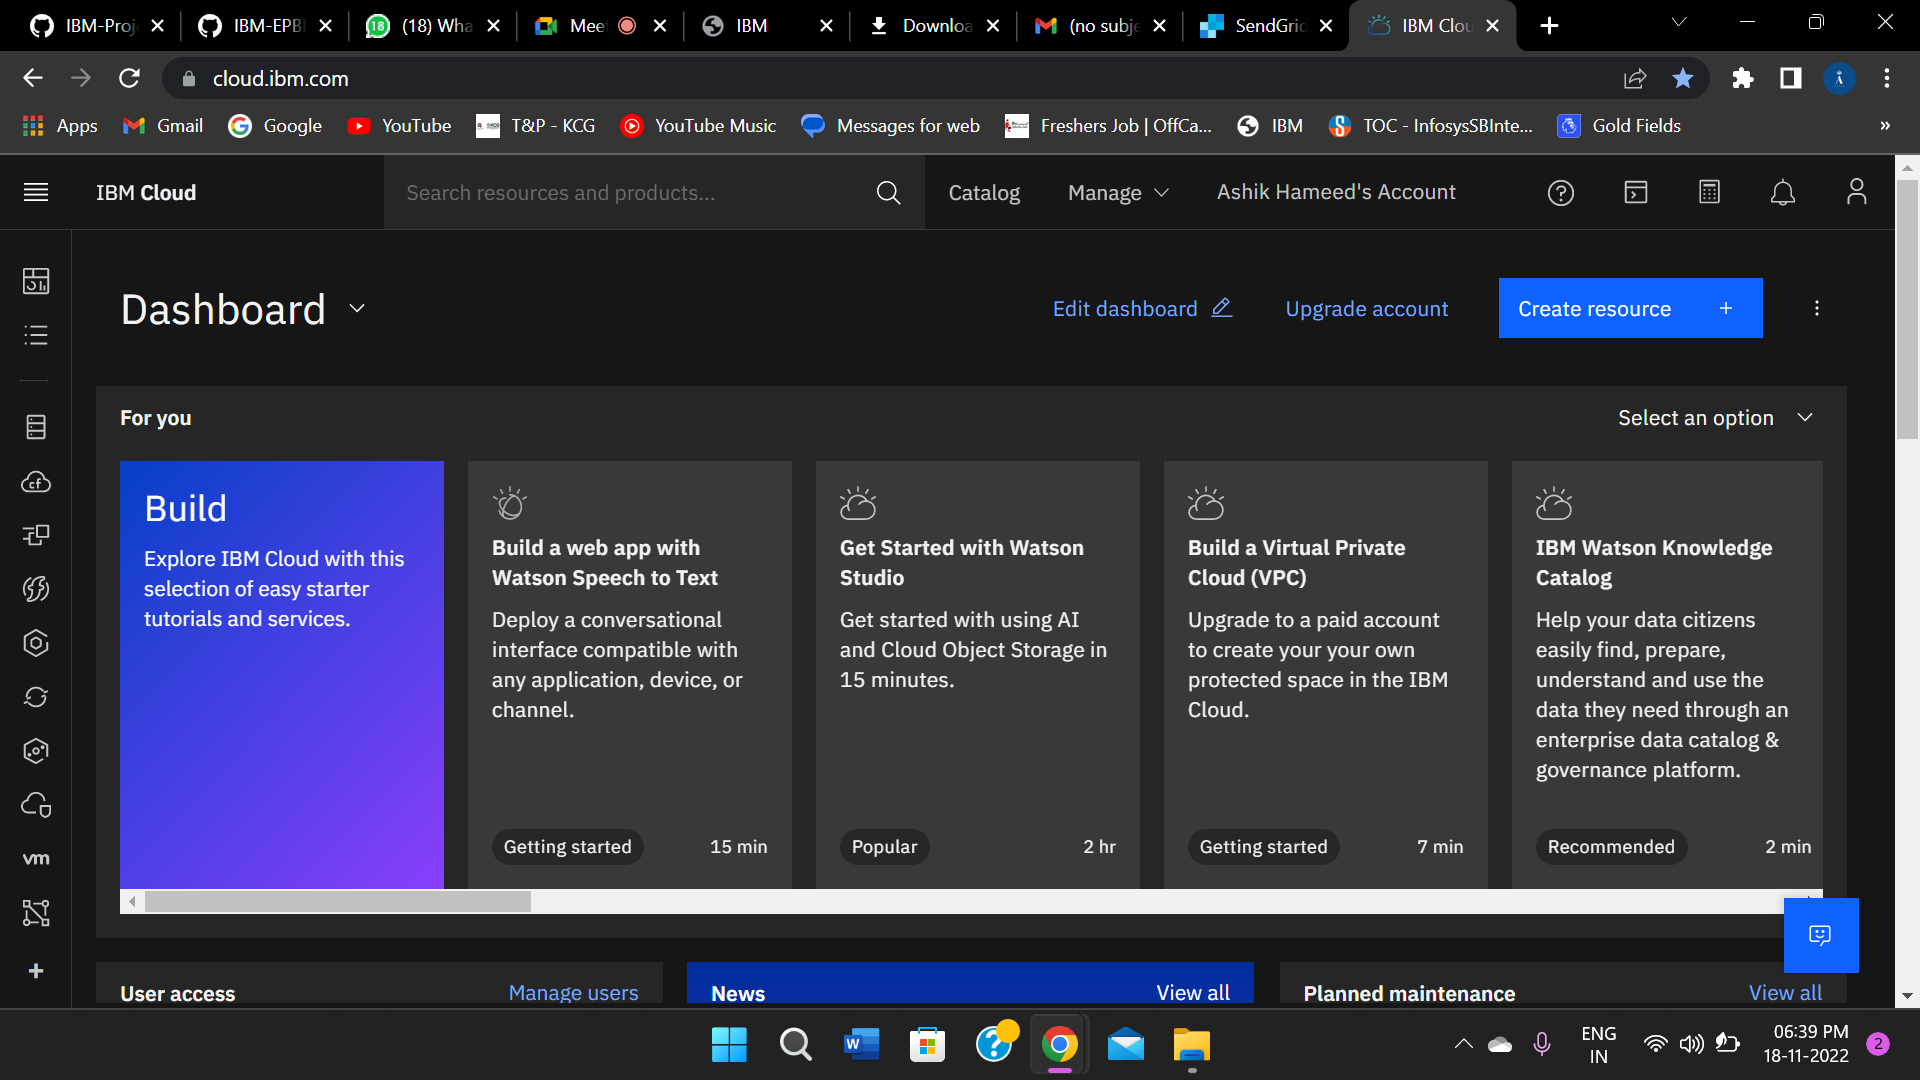 IBM-Proj
IBM-EPBI
(18) Wha
Mee
IBM
Downloa
(no subje
SendGrid
IBM Clou
cloud.ibm.com
Apps
Gmail
Google
YouTube
T&P - KCG
YouTube Music
Messages for web
Freshers Job | OffCa...
IBM
TOC - InfosysSBInte...
Gold Fields
»
IBM Cloud
Search resources and products...
Catalog
Manage
Ashik Hameed's Account
Dashboard
Edit dashboard
Upgrade account
Create resource +
For you
Select an option
Build
Explore IBM Cloud with this
selection of easy starter
tutorials and services.
Build a web app with
Watson Speech to Text
Deploy a conversational
interface compatible with
any application, device, or
channel.
Getting started
15 min
Get Started with Watson
Studio
Get started with using AI
and Cloud Object Storage in
15 minutes.
Popular
2 hr
Build a Virtual Private
Cloud (VPC)
Upgrade to a paid account
to create your your own
protected space in the IBM
Cloud.
Getting started
7 min
IBM Watson Knowledge
Catalog
Help your data citizens
easily find, prepare,
understand and use the
data they need through an
enterprise data catalog &
governance platform.
Recommended
2 min
cf
vm
User access
Manage users
News
View all
Planned maintenance
View all
ENG
IN
06:39 PM
18-11-2022
2